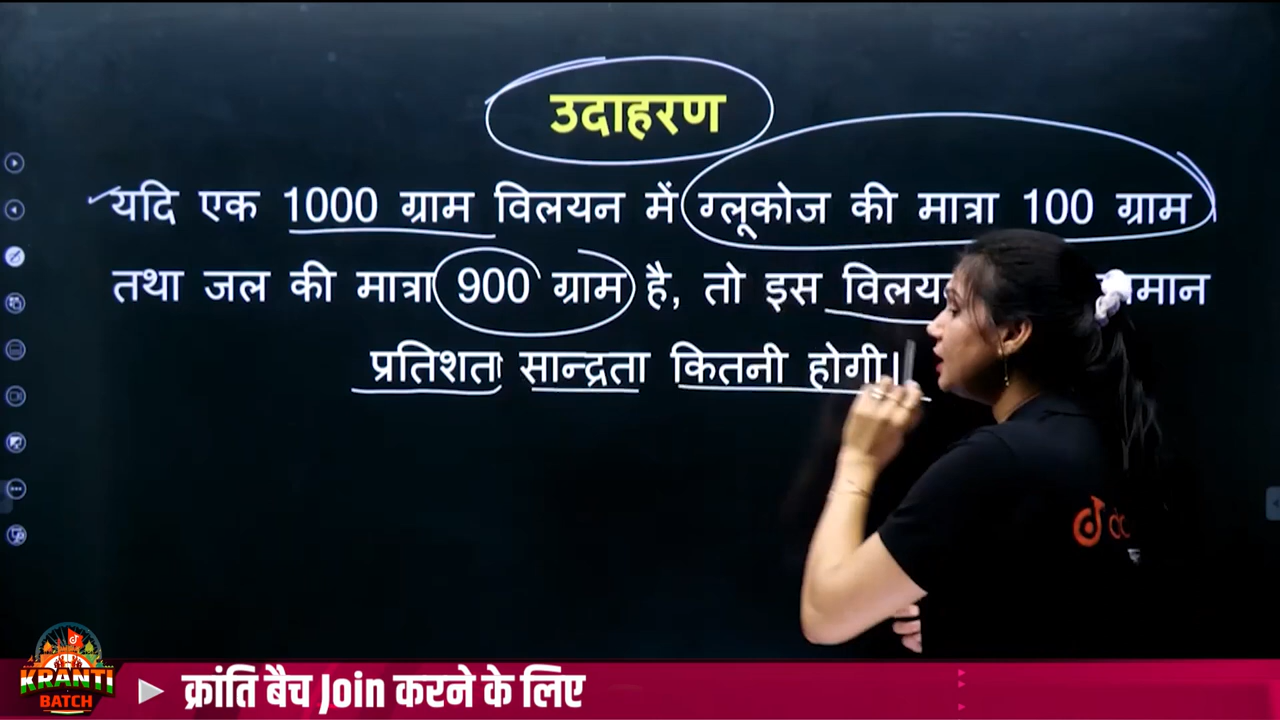 उदाहरण
यदि एक 1000 ग्राम विलयन में ग्लूकोज की मात्रा 100 ग्राम
तथा जल की मात्रा 900 ग्राम है, तो इस
प्रतिशत सान्द्रता कितनी होगी।
KRANTI
BATCH
क्रांति बैच Join करने के लिए